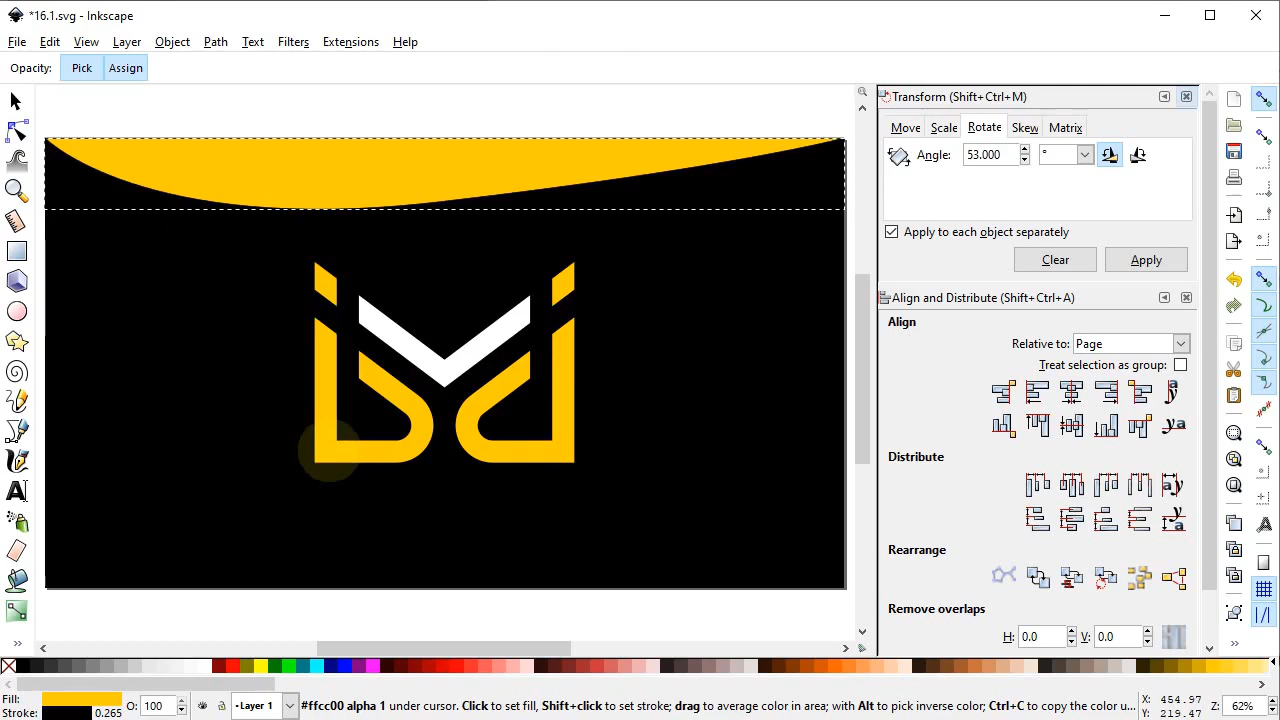 *16.1.svg - Inkscape
File Edit View Layer Object Path Text Filters Extensions Help
Opacity: Pick Assign
Transform (Shift+Ctrl+M)
Move Scale Rotate Skew Matrix
Angle: 53.000 °
Apply to each object separately
Clear Apply
Align and Distribute (Shift+Ctrl+A)
Align
Relative to: Page
Treat selection as group:
Distribute
Rearrange
Remove overlaps
H: 0.0 V: 0.0
Fill: O: 100 •Layer 1 #ffcc00 alpha 1 under cursor. Click to set fill, Shift+click to set stroke; drag to average color in area; with Alt to pick inverse color; Ctrl+C to copy the color u... X: 454.97 Z: 62%
Stroke: 0.265 Y: 219.47